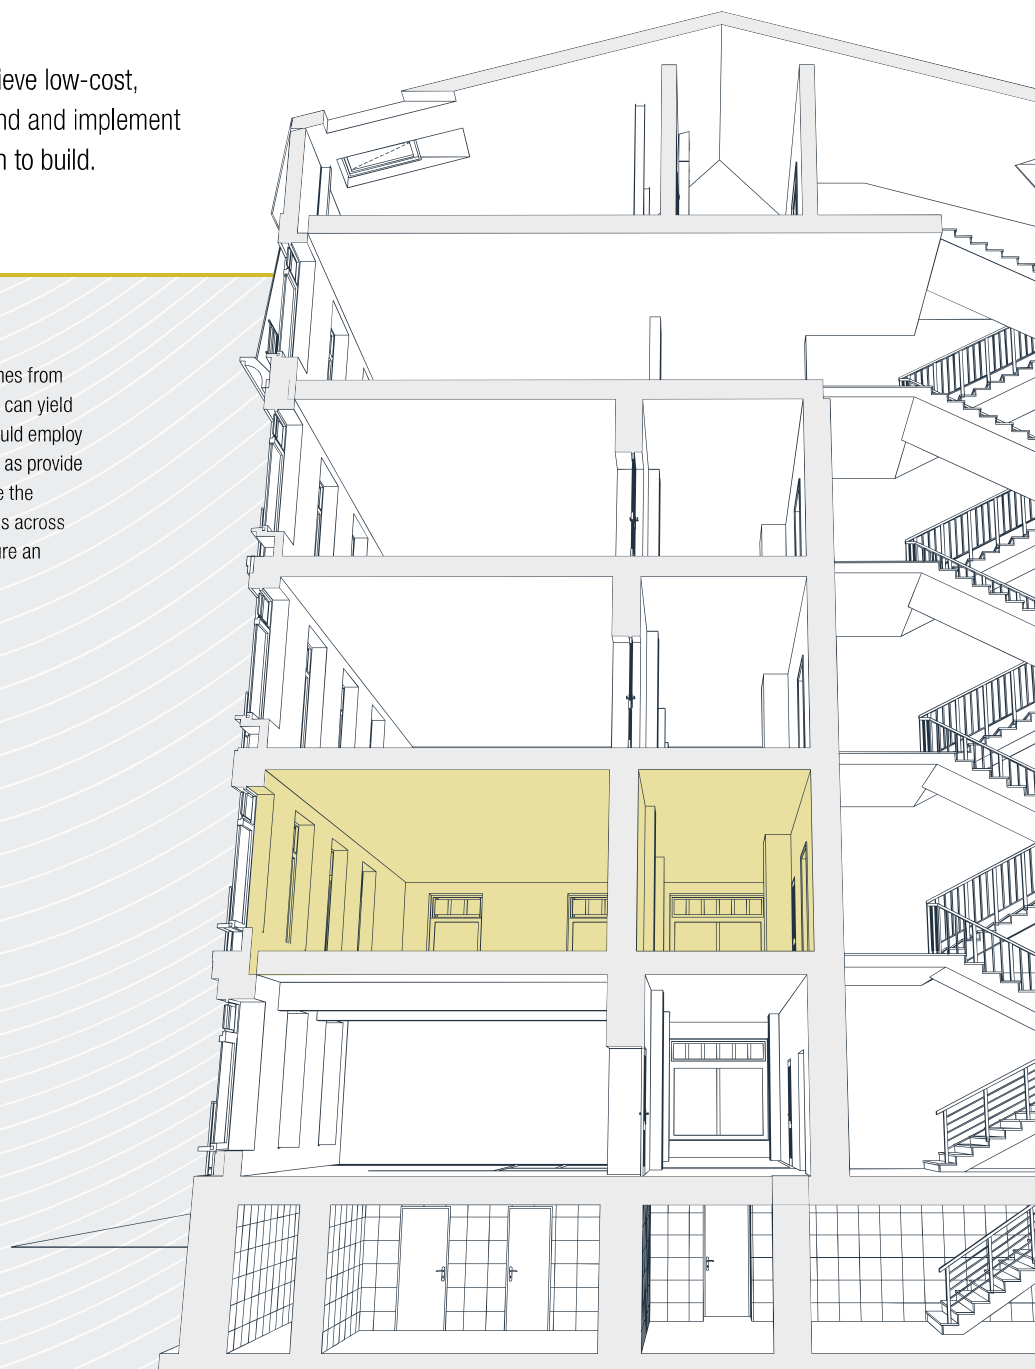 ieve low-cost,
nd and implement
n to build.
nes from
can yield
uld employ
as provide
e the
s across
ure an